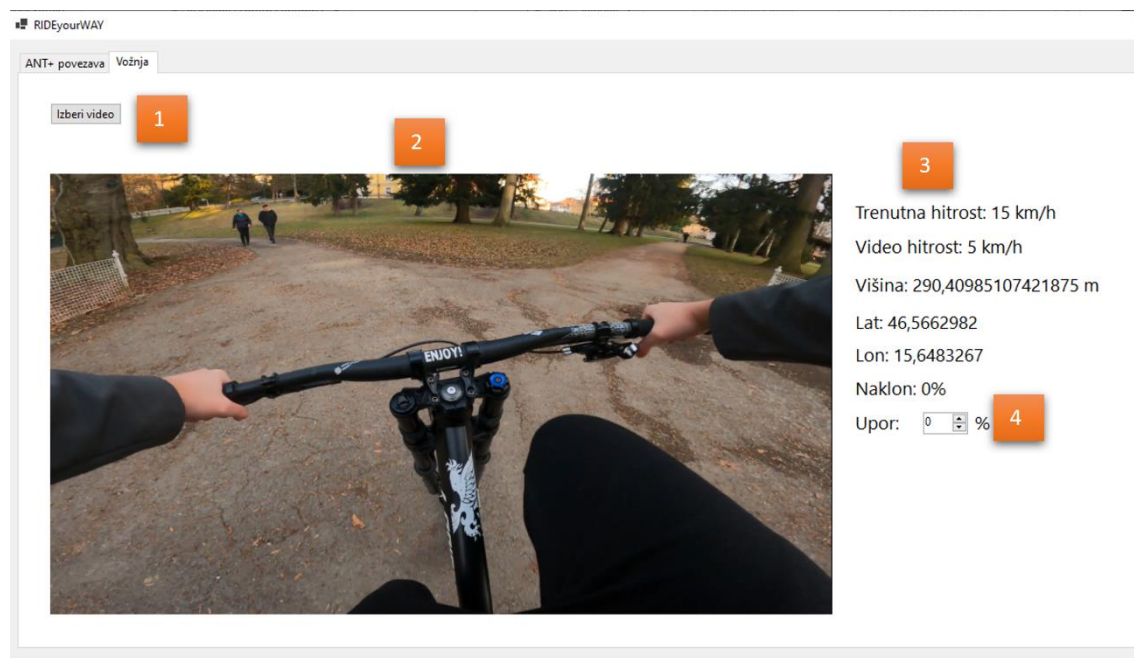 RIDEyourWAY
ANT+ povezava Vožnja
Izberi video
1
2
3
Trenutna hitrost: 15 km/h
Video hitrost: 5 km/h
Višina: 290,40985107421875 m
Lat: 46,5662982
Lon: 15,6483267
Naklon: 0%
Upor: 0 %
4
ENJOY!